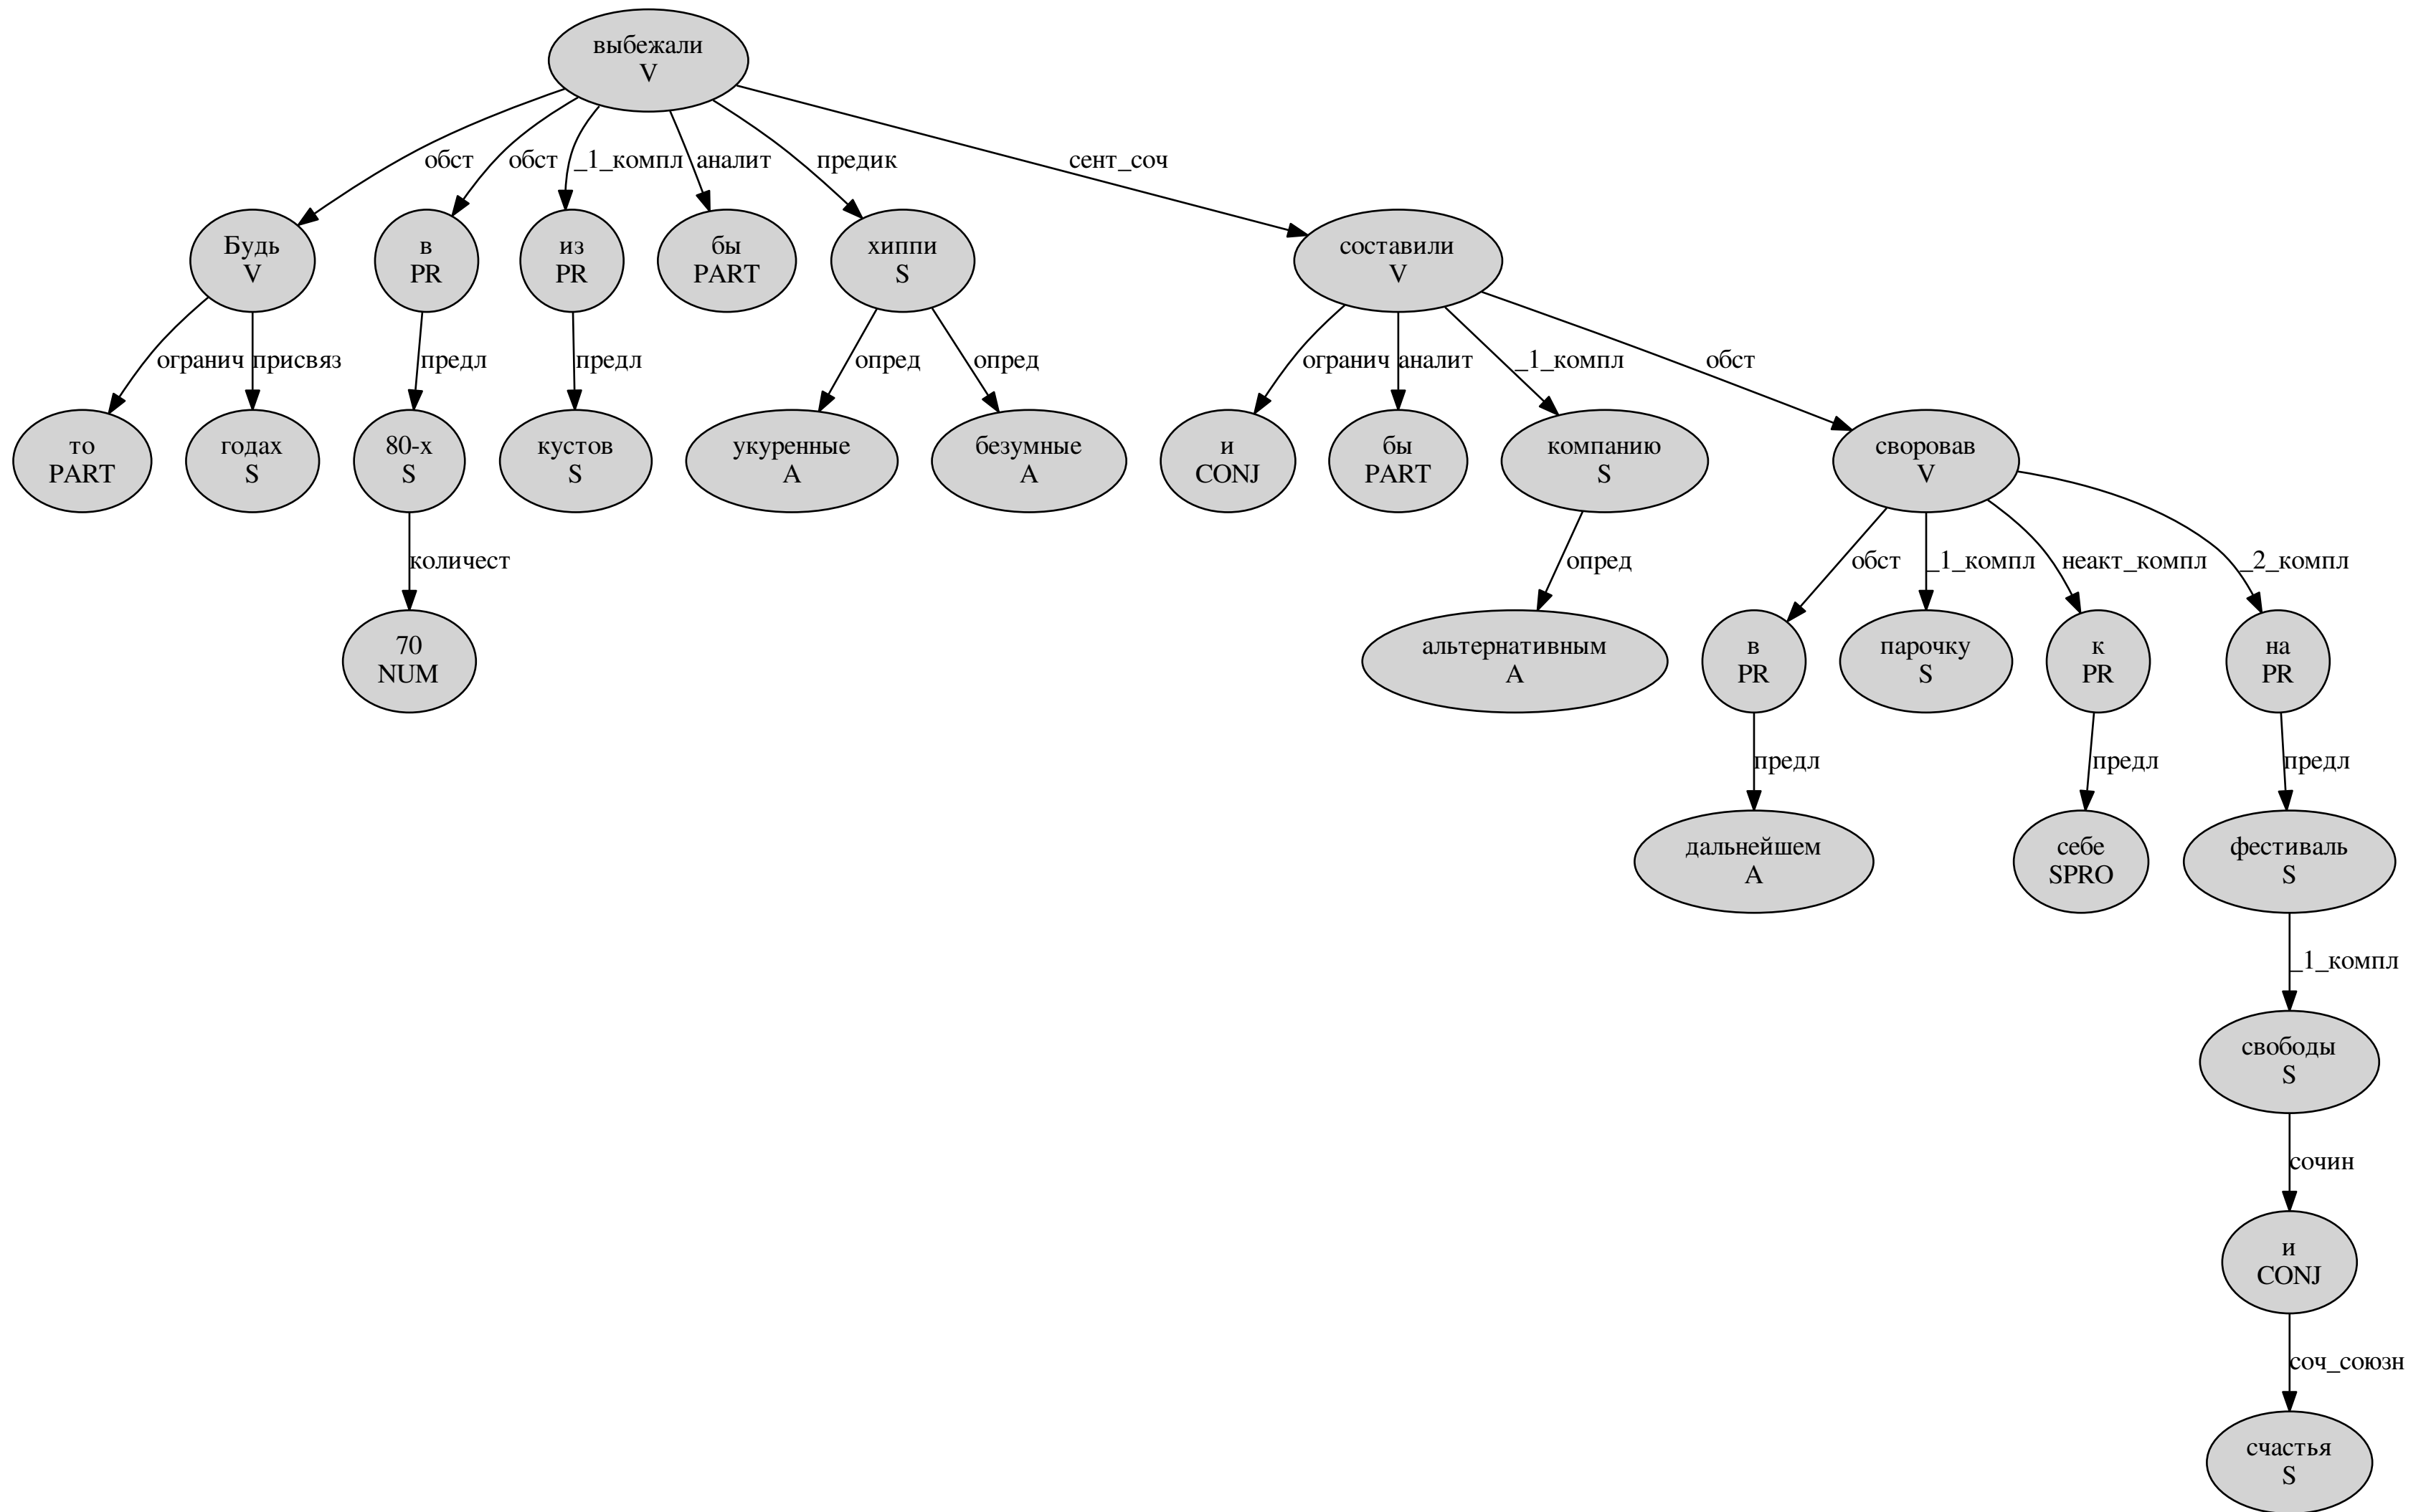 выбежали
V
обст
обст
_1_компл
аналит
предик
сент_соч
Будь
V
в
PR
из
PR
бы
PART
хиппи
S
составили
V
огранич
присвяз
предл
предл
опред
опред
огранич
аналит
_1_компл
обст
то
PART
годах
S
80-х
S
кустов
S
укуренные
A
безумные
A
и
CONJ
бы
PART
компанию
S
своровав
V
количест
опред
обст
_1_компл
неакт_компл
_2_компл
70
NUM
альтернативным
A
в
PR
парочку
S
к
PR
на
PR
предл
предл
предл
дальнейшем
A
себе
SPRO
фестиваль
S
_1_компл
свободы
S
сочин
и
CONJ
соч_союзн
счастья
S